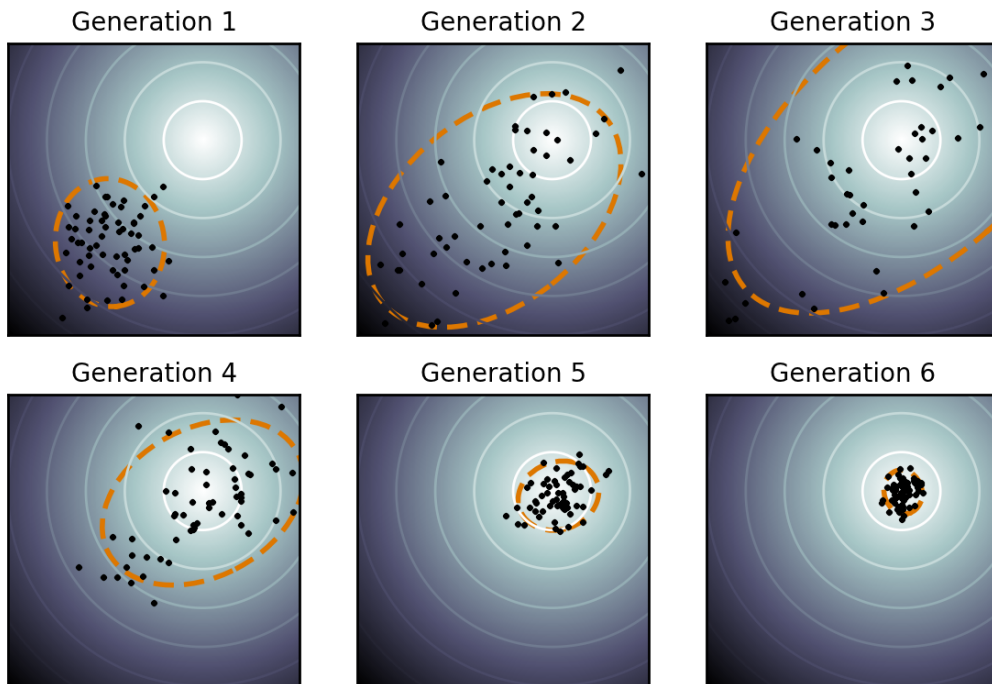 Generation 1
Generation 2
Generation 3
Generation 4
Generation 5
Generation 6